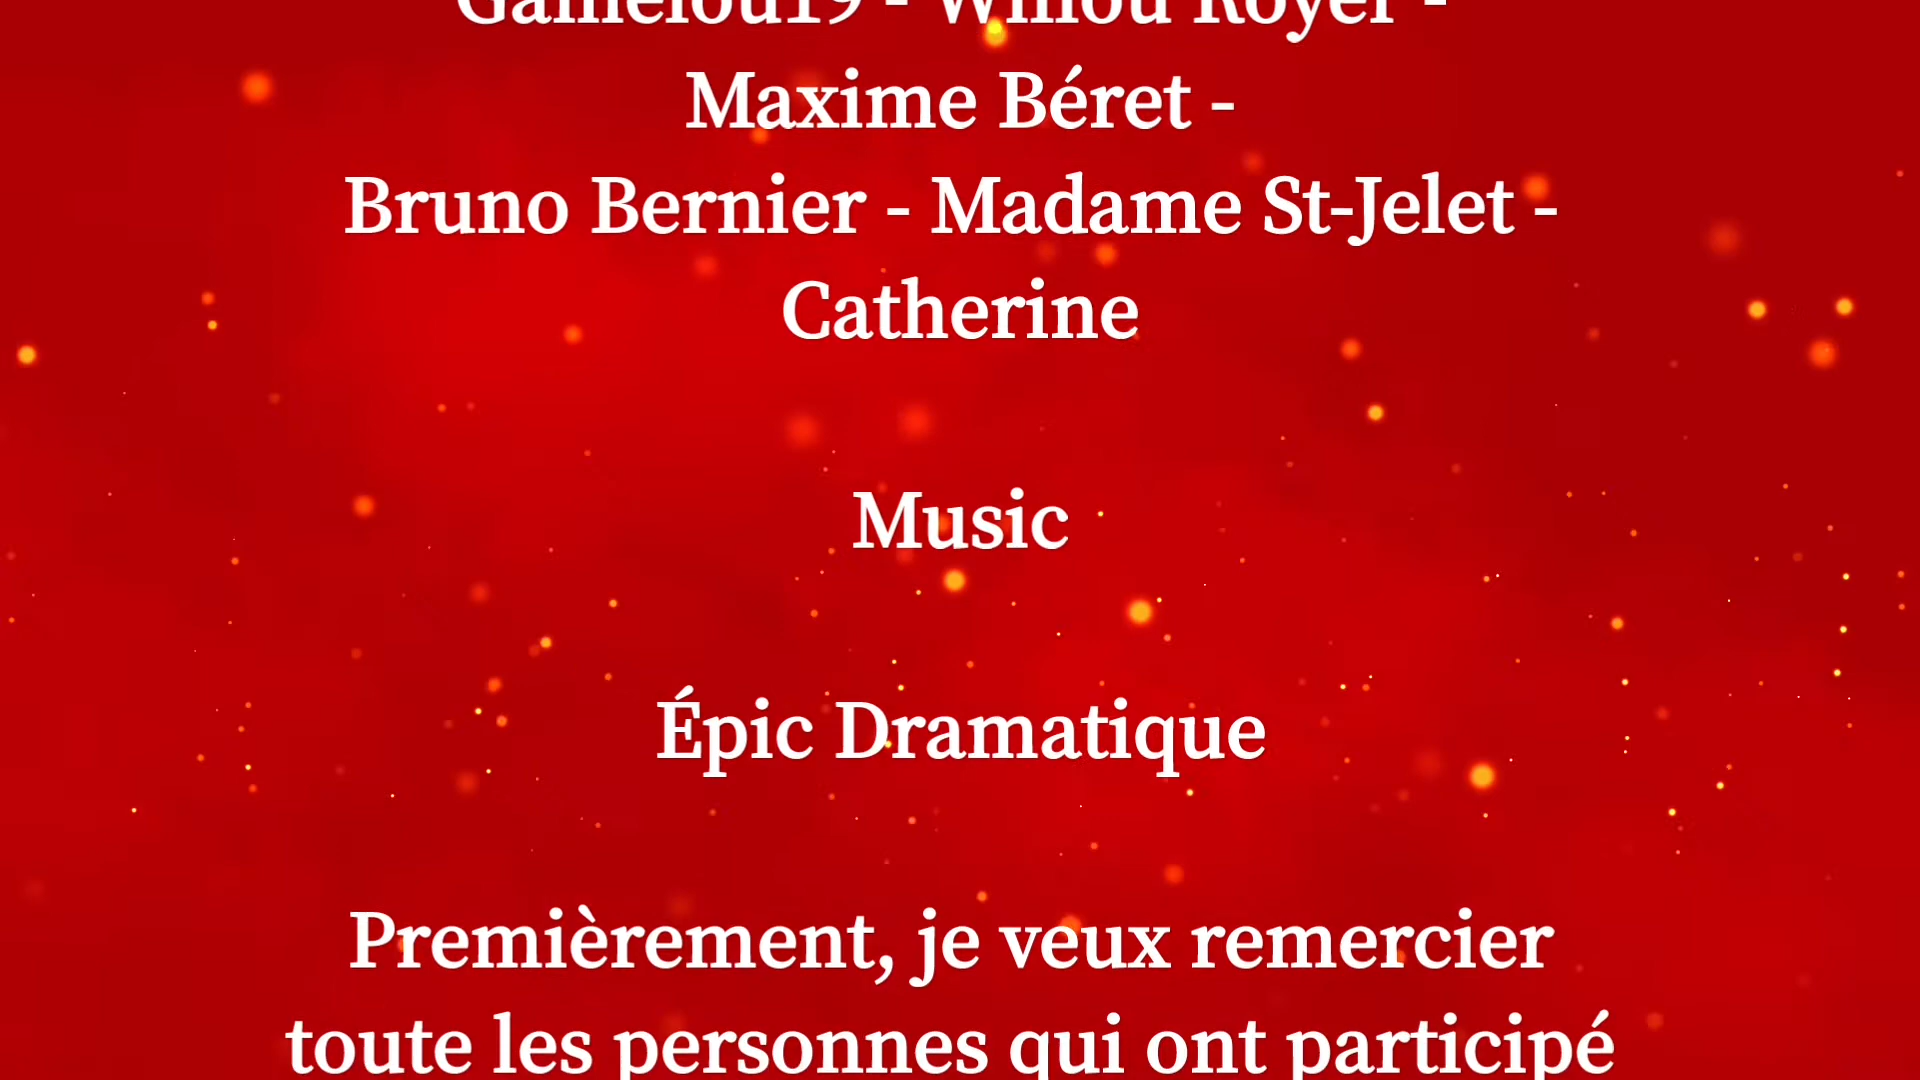 - Royer -
Maxime Béret -
Bruno Bernier - Madame St-Jelet -
Catherine
Music
Épic Dramatique
Premièrement, je veux remercier
toute les personnes qui ont participé